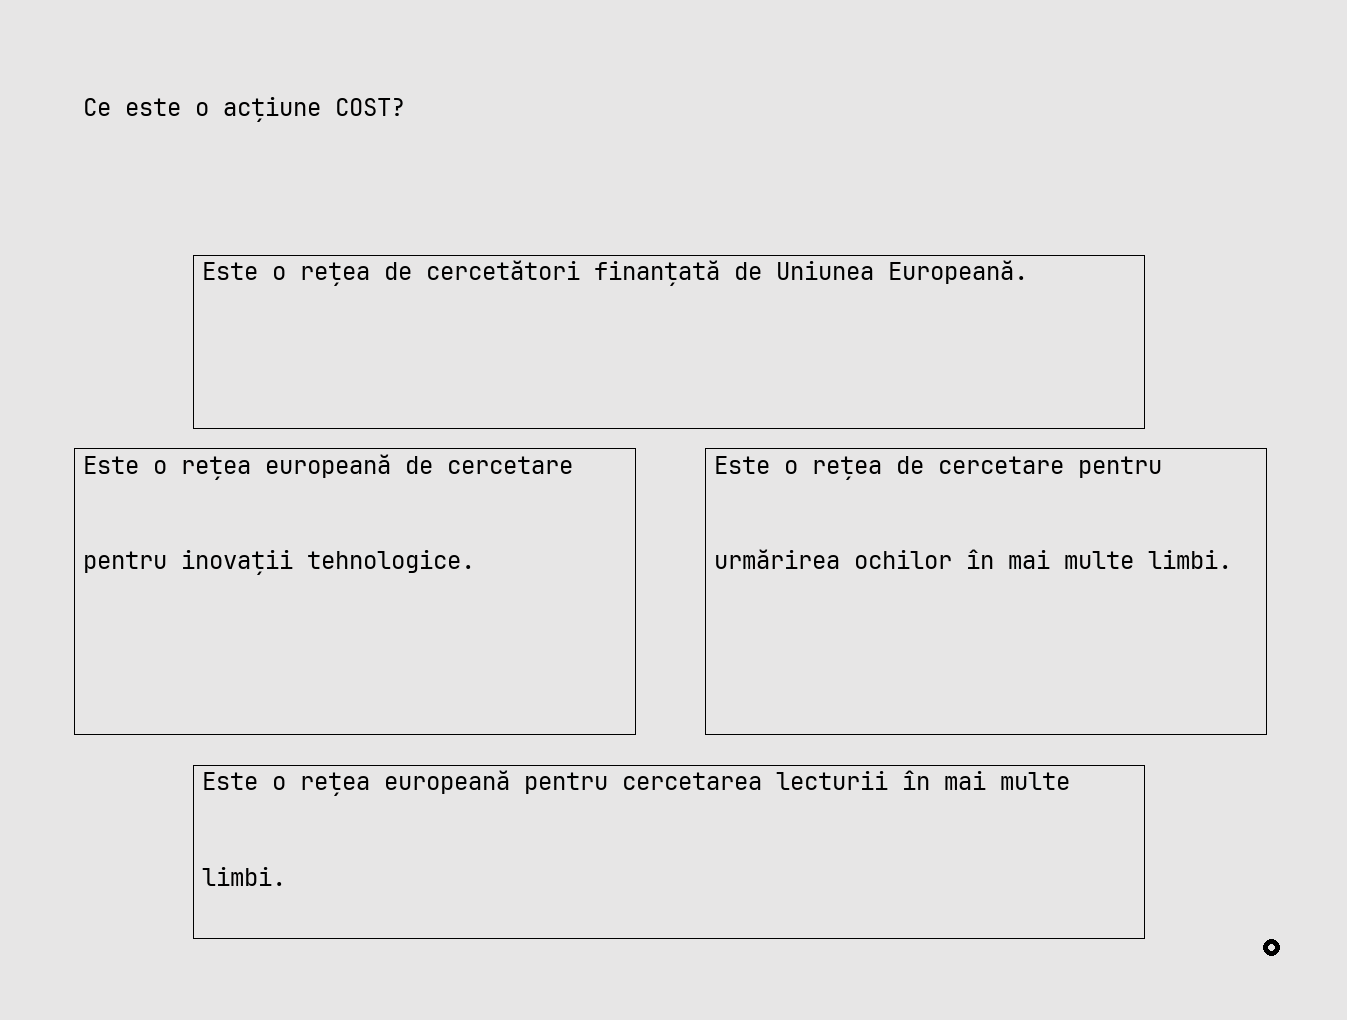 Ce este o acțiune COST?
Este o rețea de cercetători finanțată de Uniunea Europeană.
Este o rețea europeană de cercetare
pentru inovații tehnologice.
Este o rețea de cercetare pentru
urmărirea ochilor în mai multe limbi.
Este o rețea europeană pentru cercetarea lecturii în mai multe
limbi.